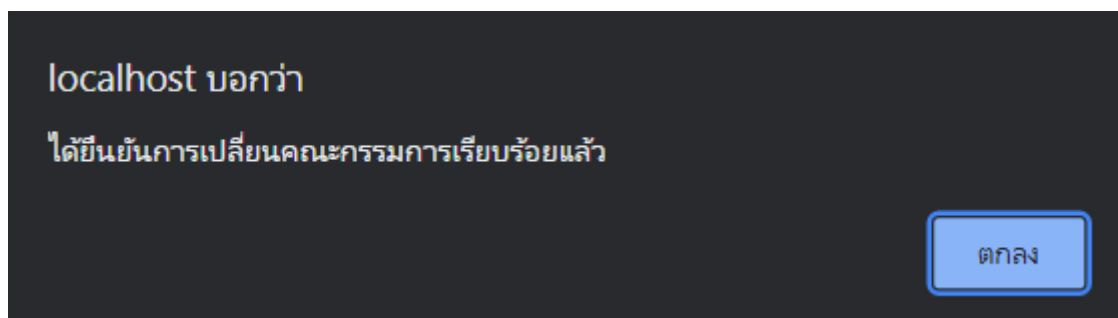 localhost บอกว่า
ได้ยืนยันการเปลี่ยนคณะกรรมการเรียบร้อยแล้ว
ตกลง